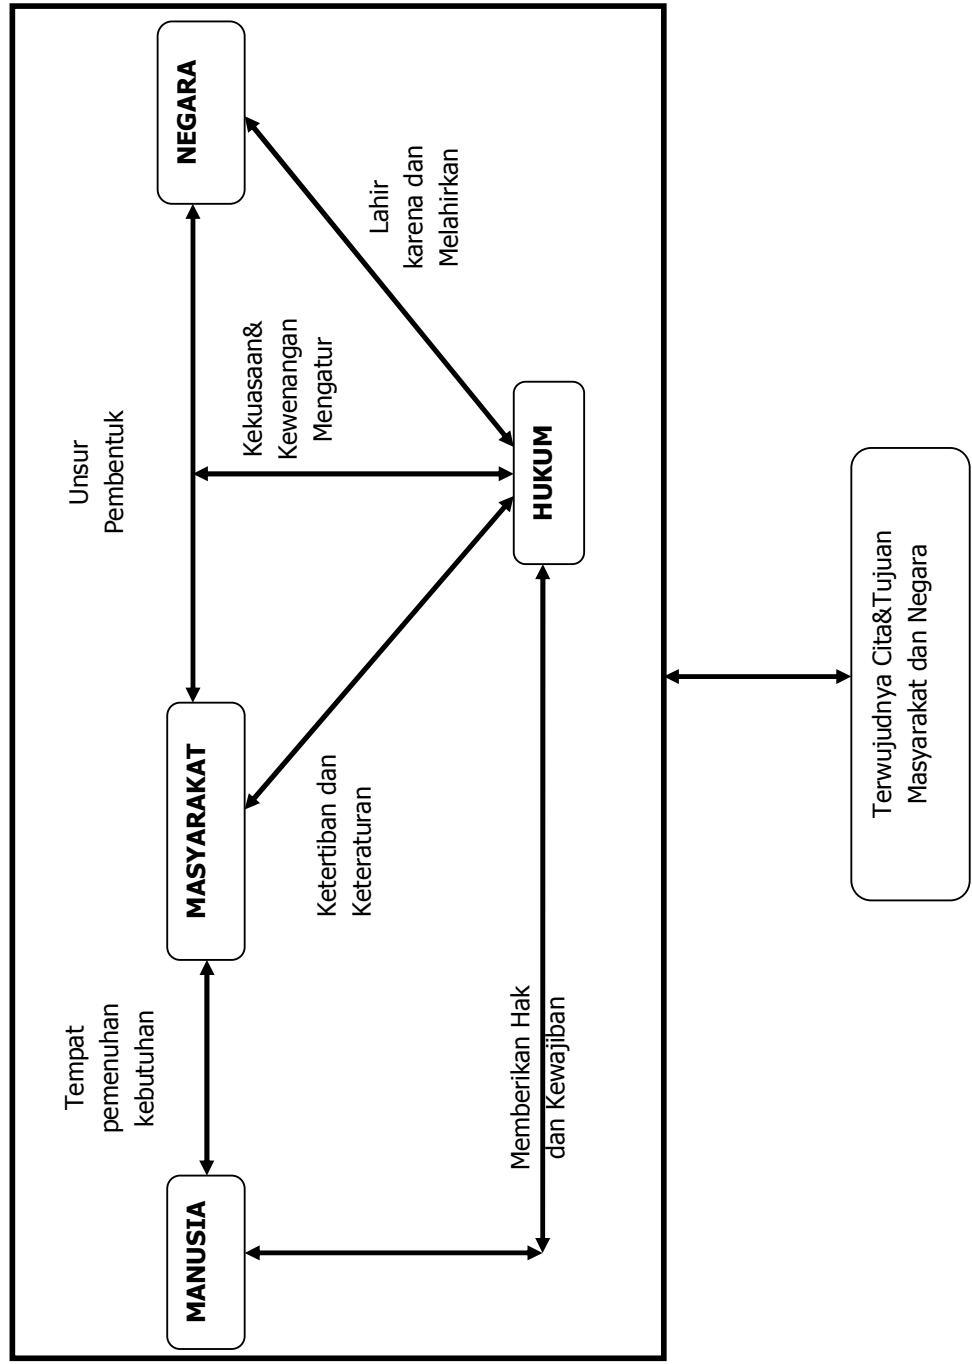 Tempat
pemenuhan
kebutuhan
Unsur
Pembentuk
MANUSIA
MASYARAKAT
NEGARA
Kekuasaan&
Kewenangan
Mengatur
Ketertiban dan
Keteraturan
Lahir
karena dan
Melahirkan
Memberikan Hak
dan Kewajiban
HUKUM
Terwujudnya Cita&Tujuan
Masyarakat dan Negara